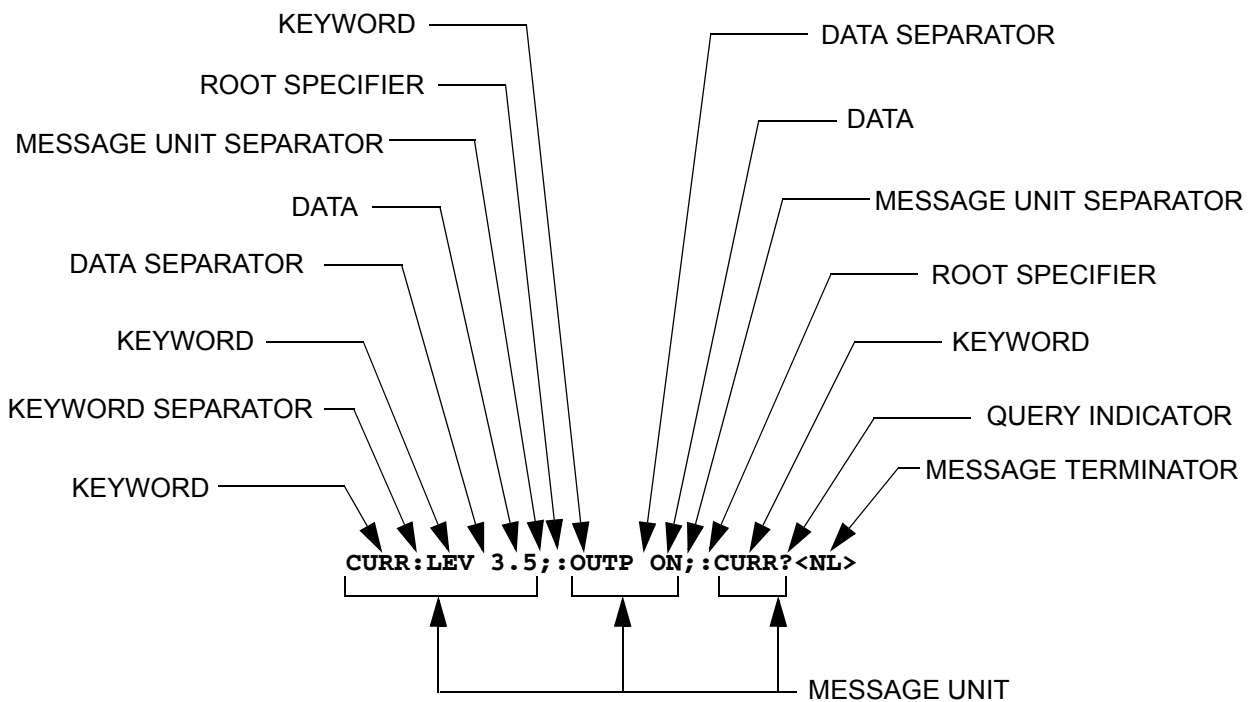 KEYWORD
DATA SEPARATOR
ROOT SPECIFIER
DATA
MESSAGE UNIT SEPARATOR
DATA
MESSAGE UNIT SEPARATOR
DATA SEPARATOR
ROOT SPECIFIER
KEYWORD
KEYWORD
KEYWORD SEPARATOR
QUERY INDICATOR
KEYWORD
MESSAGE TERMINATOR
CURR:LEV 3.5;:OUTP ON;:CURR?<NL>
MESSAGE UNIT